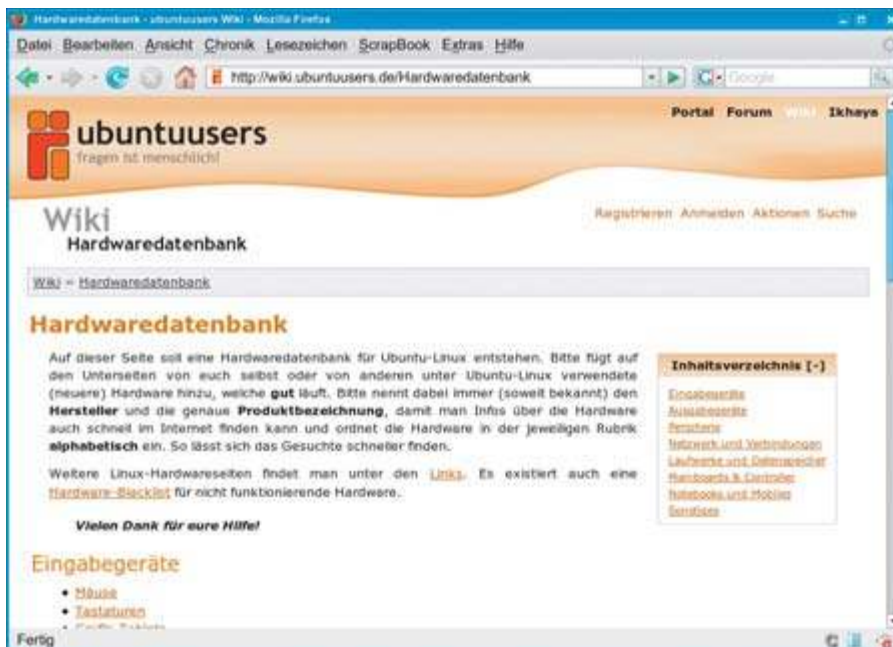 Hardwaredatenbank - ubuntuusers Wiki - Mozilla Firefox
Datei Bearbeiten Ansicht Chronik Lesezeichen ScrapBook Extras Hilfe
http://wiki.ubuntuusers.de/Hardwaredatenbank
Google
Portal Forum Wiki Ikhaya
ubuntuusers
fragen ist menschlich!
Wiki
Hardwaredatenbank
Registrieren Anmelden Aktionen Suche
Wiki » Hardwaredatenbank
Hardwaredatenbank
Auf dieser Seite soll eine Hardwaredatenbank für Ubuntu-Linux entstehen. Bitte fügt auf
den Unterseiten von euch selbst oder von anderen unter Ubuntu-Linux verwendete
(neuere) Hardware hinzu, welche gut läuft. Bitte nennt dabei immer (soweit bekannt) den
Hersteller und die genaue Produktbezeichnung, damit man Infos über die Hardware
auch schnell im Internet finden kann und ordnet die Hardware in der jeweiligen Rubrik
alphabetisch ein. So lässt sich das Gesuchte schneller finden.
Weitere Linux-Hardwareseiten findet man unter den Links. Es existiert auch eine
Hardware-Blacklist für nicht funktionierende Hardware.
Vielen Dank für eure Hilfe!
Inhaltsverzeichnis [-]
Eingabegeräte
Ausgabegeräte
Peripherie
Netzwerk und Verbindungen
Laufwerke und Datenspeicher
Mainboards & Controller
Notebooks und Mobiles
Sonstiges
Eingabegeräte
Mäuse
Tastaturen
Grafik-Tablets
Fertig